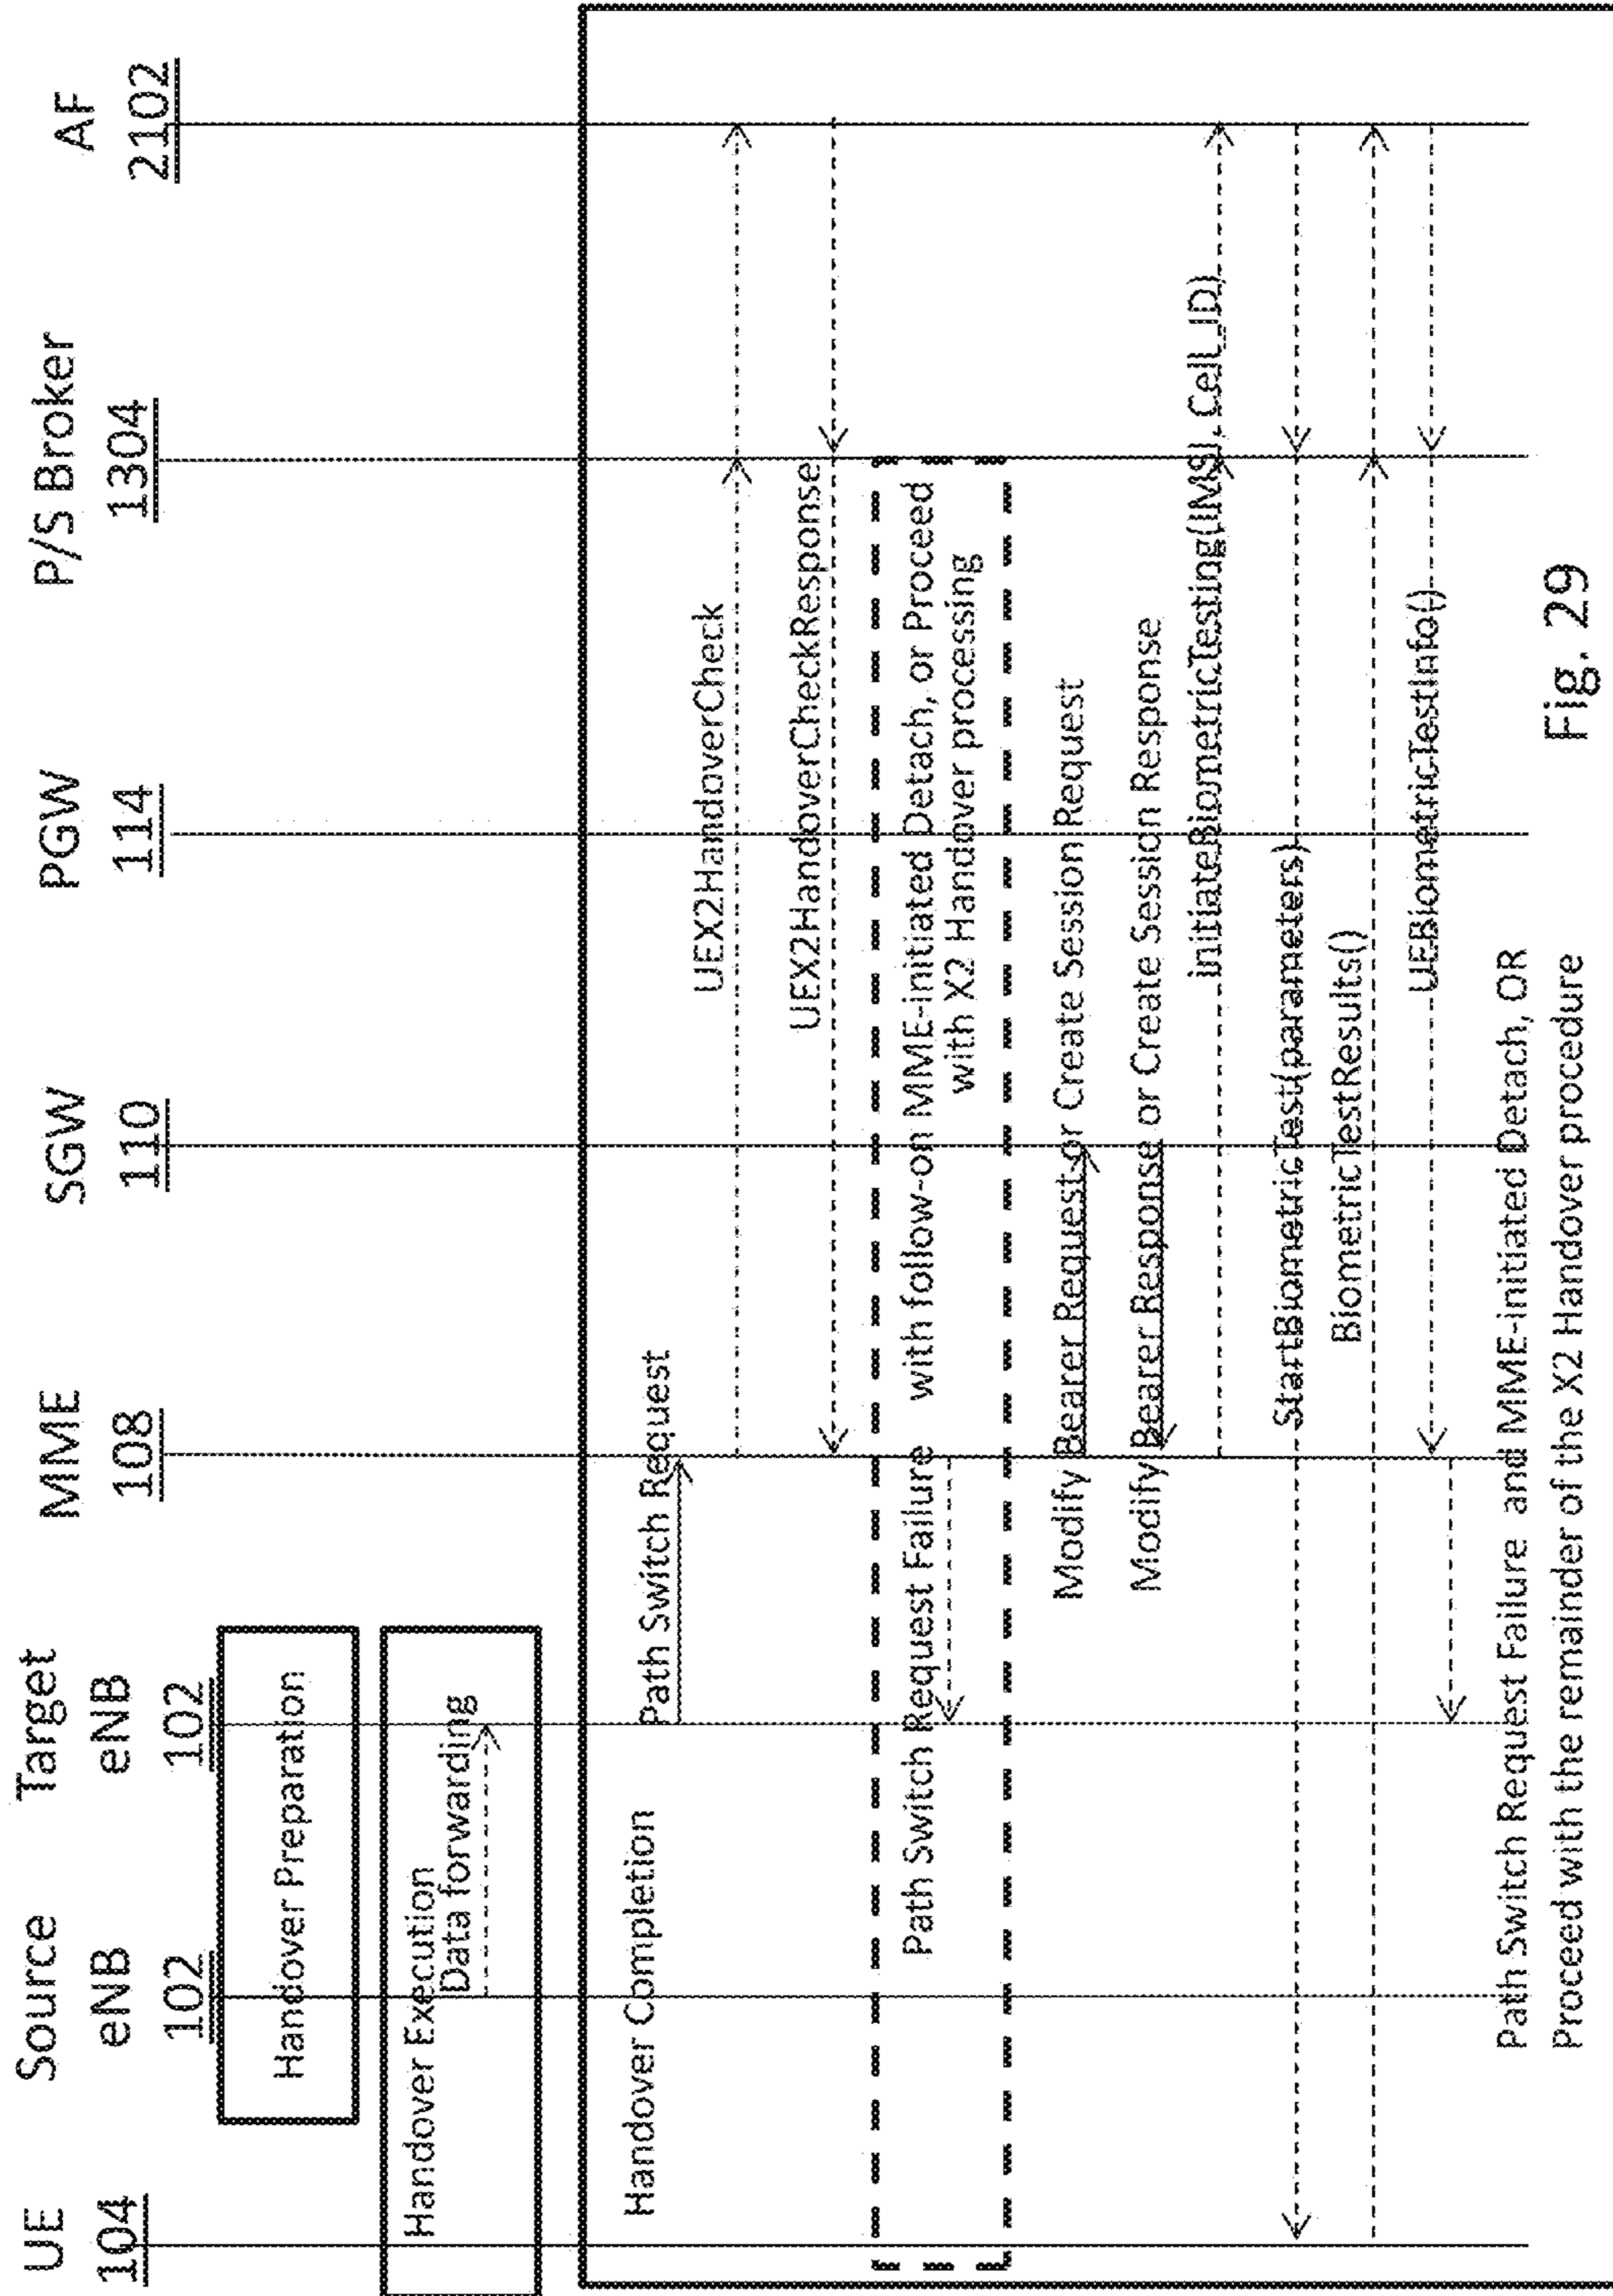 UE
104
Source
eNB
102
Target
eNB
102
MME
108
SGW
110
PGW
114
P/S Broker
1304
AF
2102
Handover Preparation
Handover Execution
Data forwarding
Handover Completion
Path Switch Request
UEX2HandoverCheck
UEX2HandoverCheckResponse
Path Switch Request Failure with follow-on MME-initiated Detach, or Proceed
with X2 Handover processing
Modify Bearer Request or Create Session Request
Modify Bearer Response or Create Session Response
initiateBiometricTesting(IMSI, Cell_ID)
StartBiometricTest(parameters)
BiometricTestResults()
UEBiometricTestInfo()
Path Switch Request Failure and MME-initiated Detach, OR
Proceed with the remainder of the X2 Handover procedure
Fig. 29